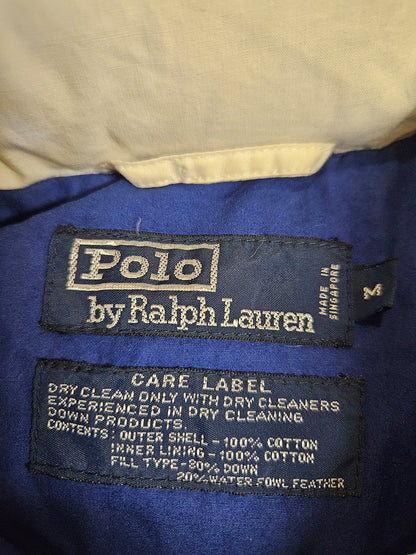 Polo
by Ralph Lauren
MADE IN
SINGAPORE
M
CARE LABEL
DRY CLEAN ONLY WITH DRY CLEANERS
EXPERIENCED IN DRY CLEANING
DOWN PRODUCTS.
CONTENTS: OUTER SHELL-100% COTTON
INNER LINING-100% COTTON
FILL TYPE-80% DOWN
20% WATER FOWL FEATHER